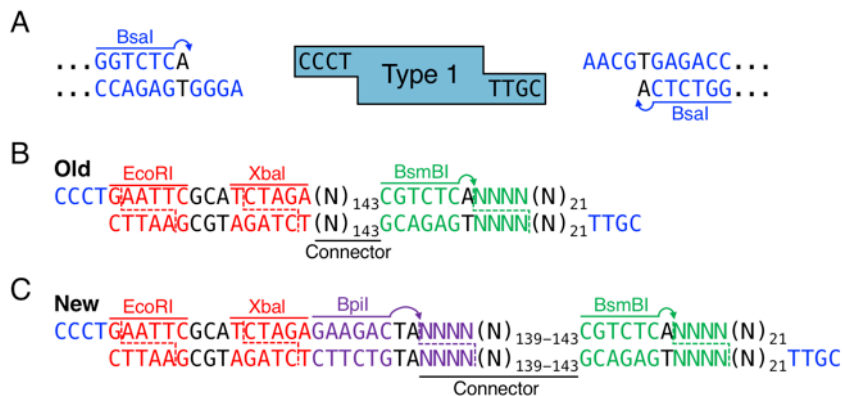 A
BsaI
...GGTCTCA
...CCAGAGTGGGA
CCCT
Type 1
TTGC
AACGTGAGACC...
ACTCTGG...
BsaI
B
Old
EcoRI XbaI BsmBI
CCCTGAATTCGCATCTAGA(N)143CGTCTCANNNN(N)21
CTTAAGCGTAGATCT(N)143GCAGAGTNNNN(N)21TTGC
Connector
C
New
EcoRI XbaI BpiI BsmBI
CCCTGAATTCGCATCTAGAGAAGACTANNNN(N)139–143CGTCTCANNNN(N)21
CTTAAGCGTAGATCTCTTCTGTANNNN(N)139–143GCAGAGTNNNN(N)21TTGC
Connector